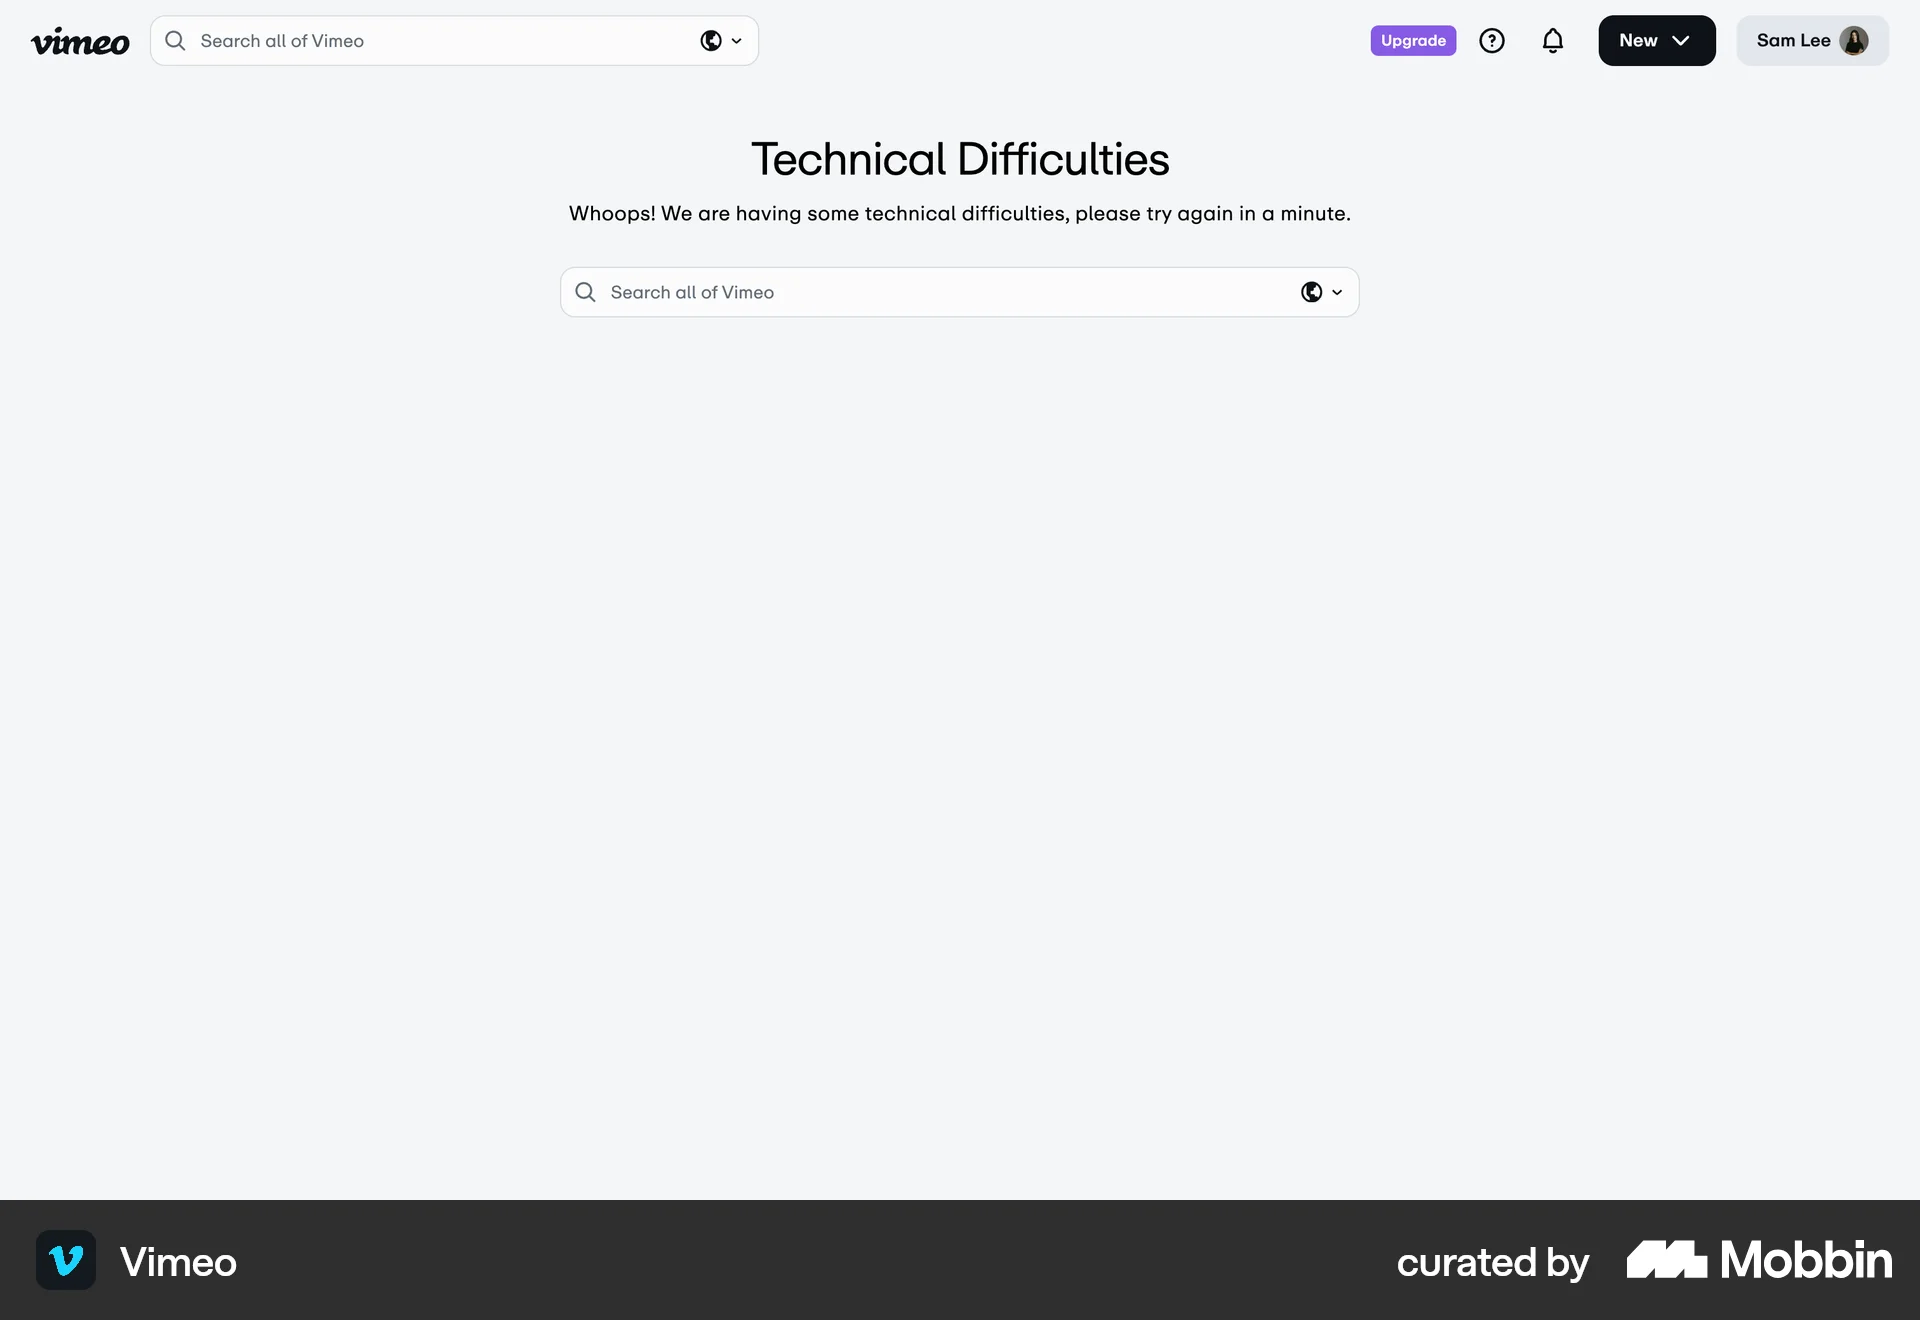 vimeo
Search all of Vimeo
Upgrade
New
Sam Lee
Technical Difficulties
Whoops! We are having some technical difficulties, please try again in a minute.
Search all of Vimeo
Vimeo
curated by
Mobbin